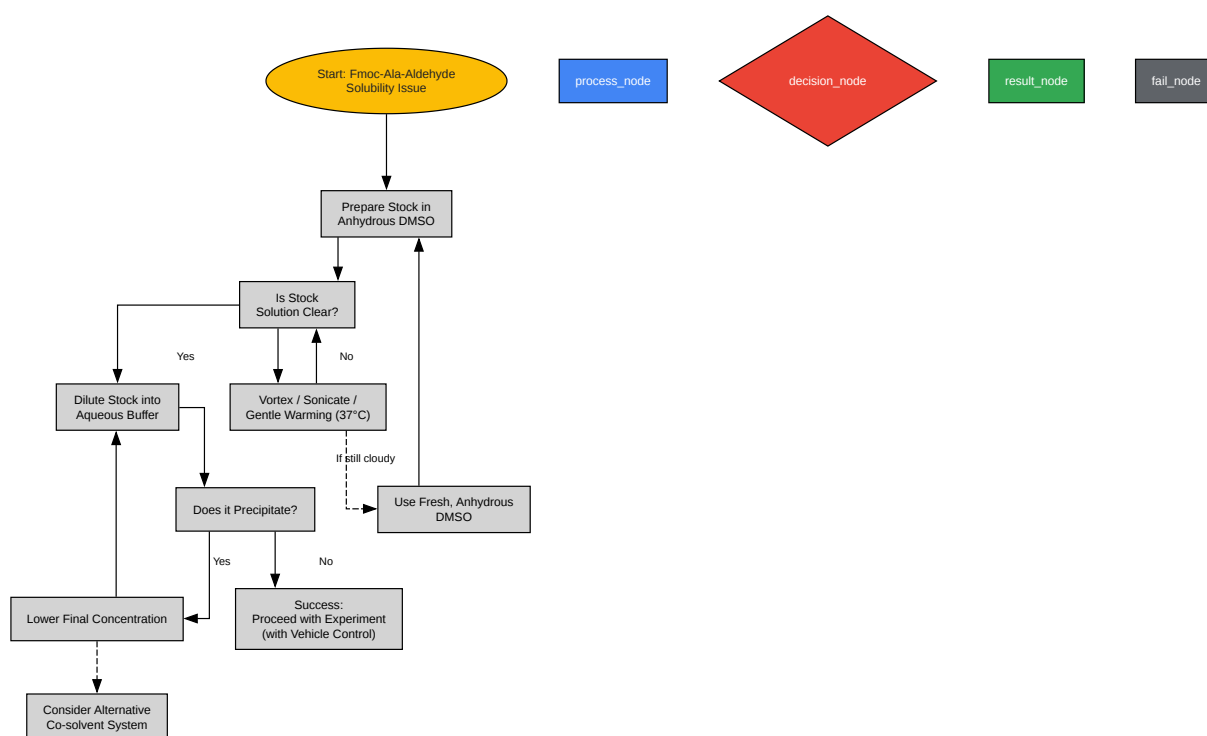 Start: Fmoc-Ala-Aldehyde
Solubility Issue
process_node
decision_node
result_node
fail_node
Prepare Stock in
Anhydrous DMSO
Is Stock
Solution Clear?
Yes
No
Dilute Stock into
Aqueous Buffer
Vortex / Sonicate /
Gentle Warming (37°C)
If still cloudy
Does it Precipitate?
Use Fresh, Anhydrous
DMSO
Yes
No
Lower Final Concentration
Success:
Proceed with Experiment
(with Vehicle Control)
Consider Alternative
Co-solvent System